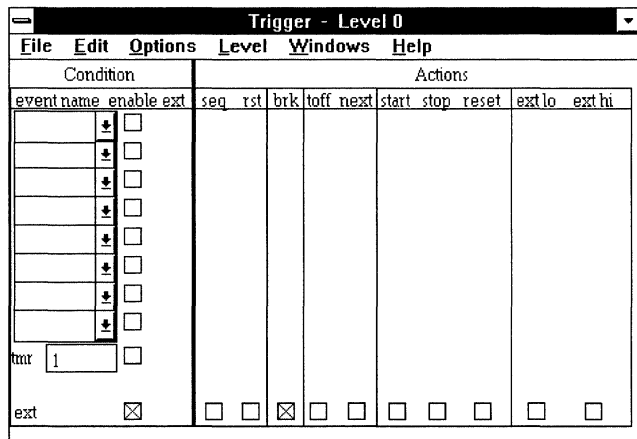 Trigger - Level 0
File Edit Options Level Windows Help
Condition Actions
event name enable ext seq rst brk toff next start stop reset ext lo ext hi
tmr 1
ext